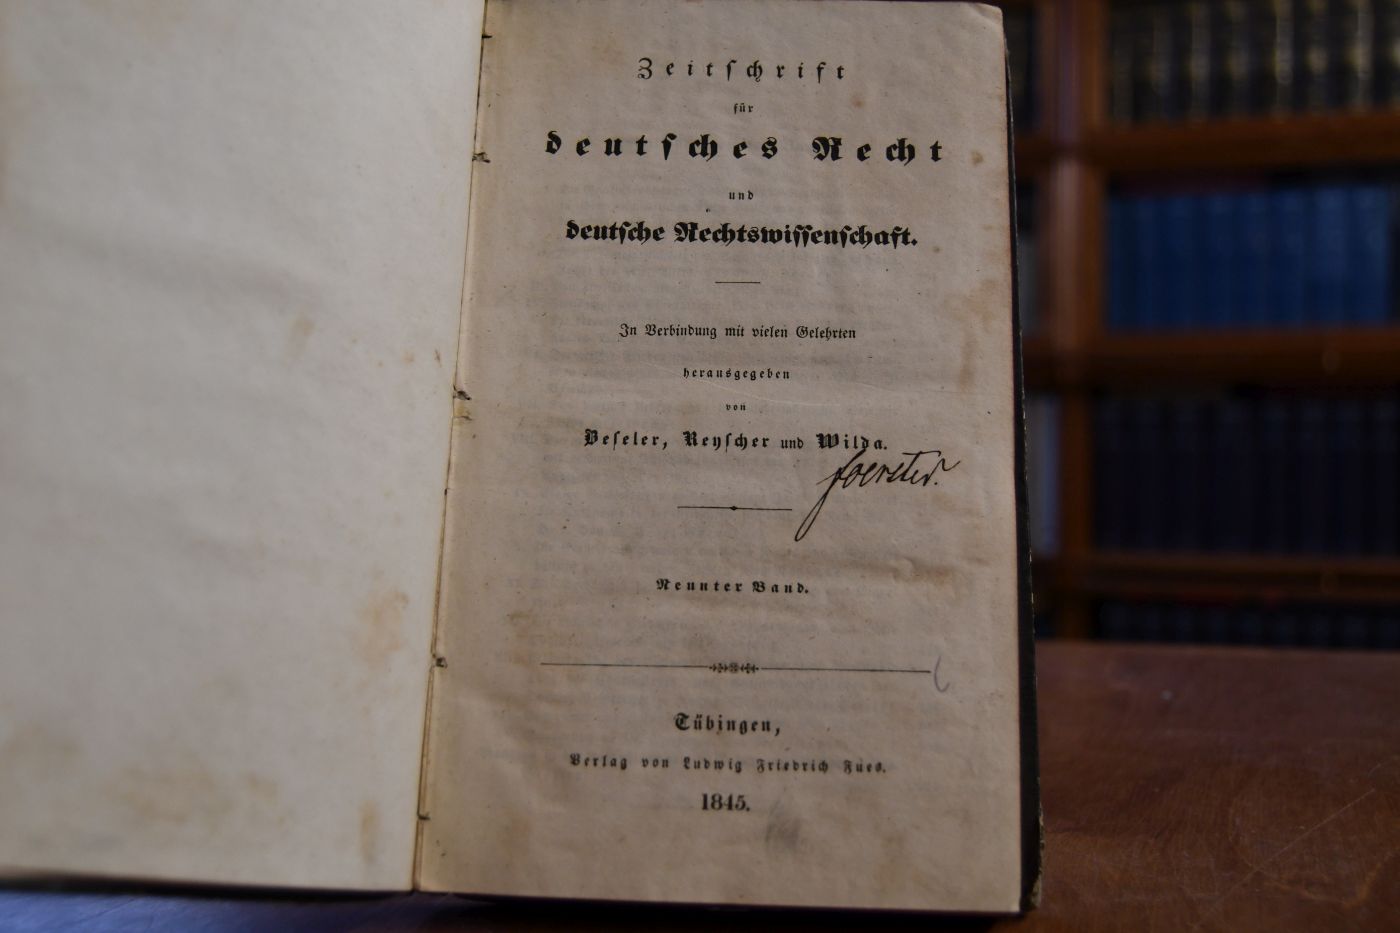 Zeitſchrift
für
deutſches Recht
und
deutſche Rechtswiſſenſchaft.
In Verbindung mit vielen Gelehrten
herausgegeben
von
Beſeler, Reyſcher und Wilda.
foerster.
Neunter Band.
Tübingen,
Verlag von Ludwig Friedrich Fues.
1845.